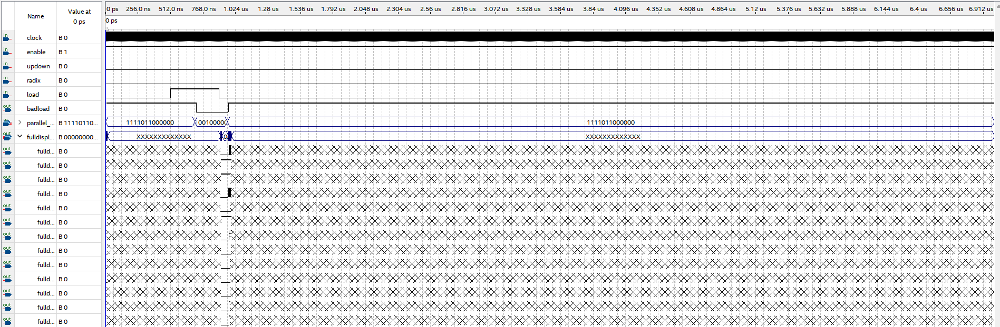 Name
Value at
0 ps
0 ps 256.0 ns 512.0 ns 768.0 ns 1.024 us 1.28 us 1.536 us 1.792 us 2.048 us 2.304 us 2.56 us 2.816 us 3.072 us 3.328 us 3.584 us 3.84 us 4.096 us 4.352 us 4.608 us 4.864 us 5.12 us 5.376 us 5.632 us 5.888 us 6.144 us 6.4 us 6.656 us 6.912 us
0 ps
in clock B 0
in enable B 1
in updown B 0
in radix B 0
in load B 0
out badload B 0
in parallel_... B 11110110... 1111011000000 0010000( 1111011000000
out fulldispl... B 00000000... XXXXXXXXXXXXX 0 XXXXXXXXXXXXX
out fulld... B 0
out fulld... B 0
out fulld... B 0
out fulld... B 0
out fulld... B 0
out fulld... B 0
out fulld... B 0
out fulld... B 0
out fulld... B 0
out fulld... B 0
out fulld... B 0
out fulld... B 0
out fulld... B 0